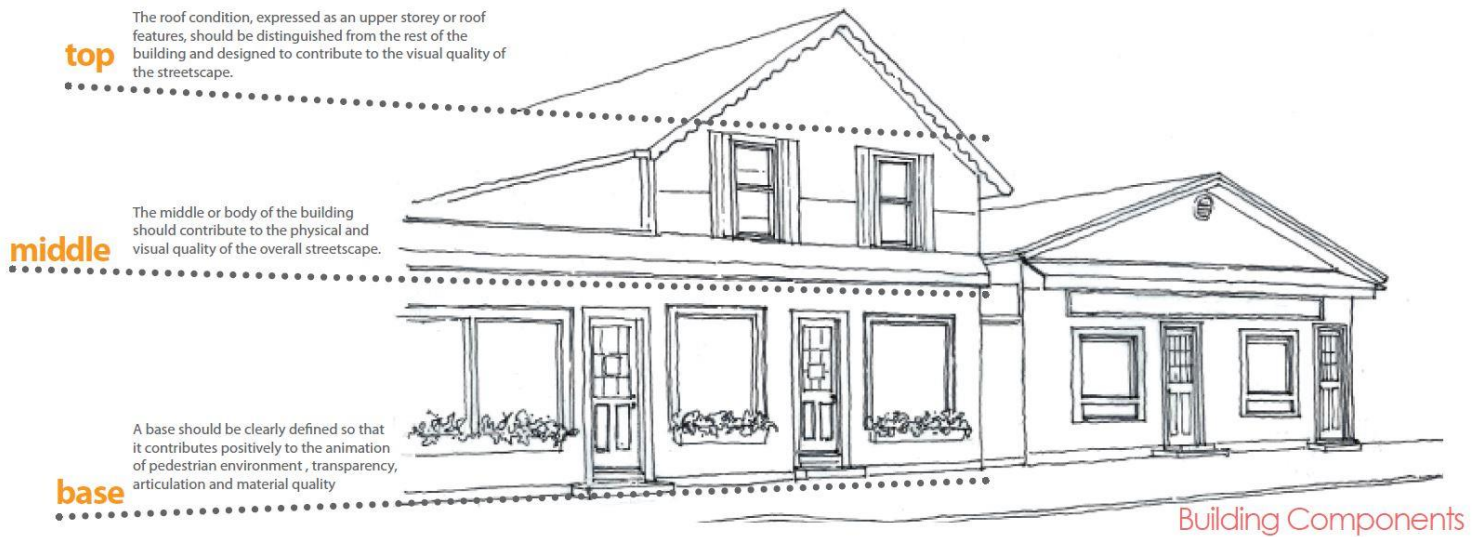 top
The roof condition, expressed as an upper storey or roof
features, should be distinguished from the rest of the
building and designed to contribute to the visual quality of
the streetscape.
middle
The middle or body of the building
should contribute to the physical and
visual quality of the overall streetscape.
base
A base should be clearly defined so that
it contributes positively to the animation
of pedestrian environment , transparency,
articulation and material quality
Building Components